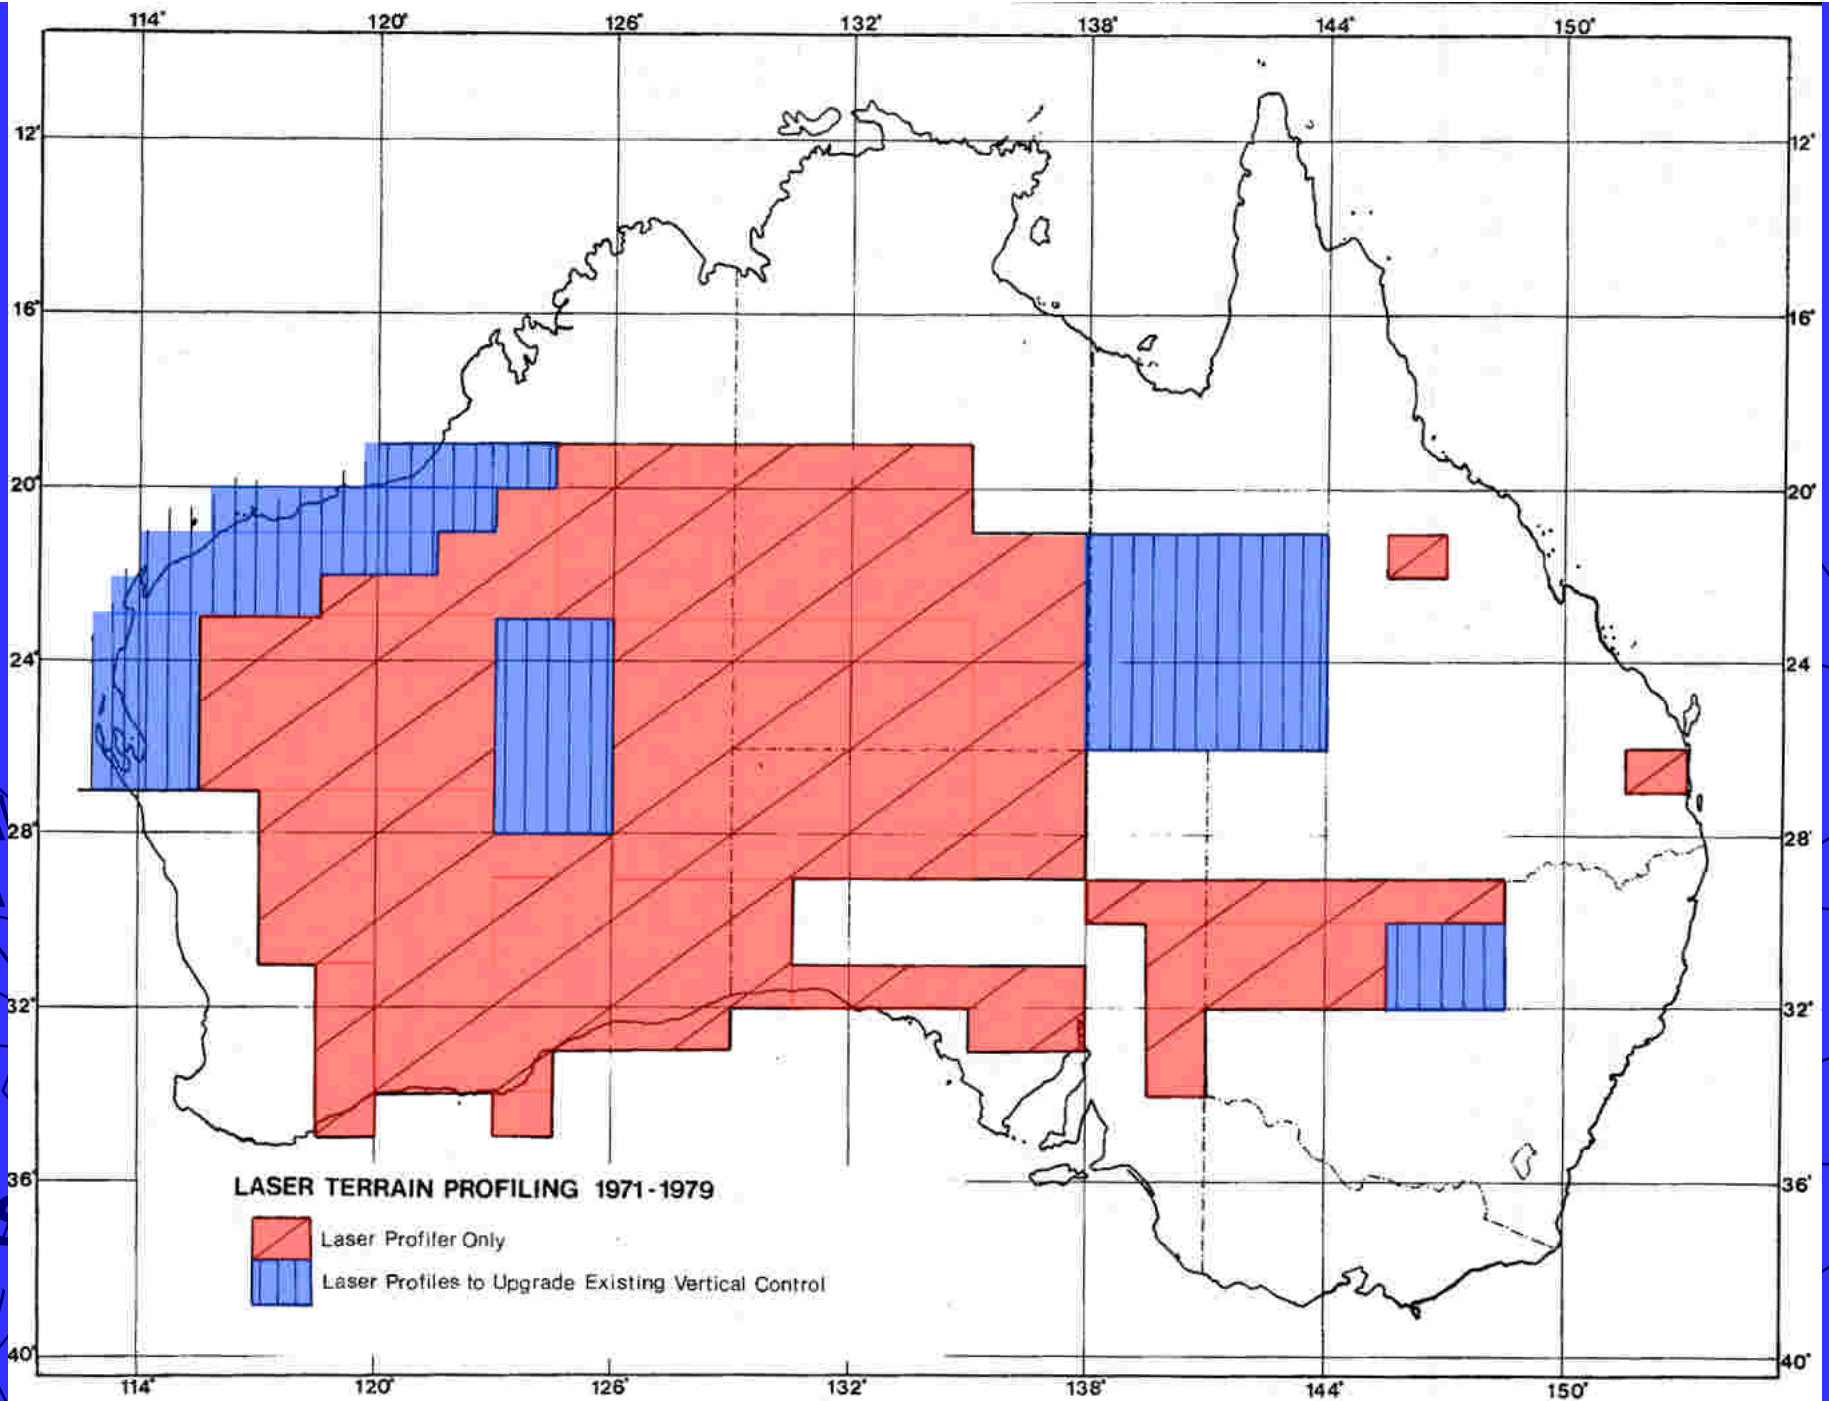 114° 120° 126° 132° 138° 144° 150°
12° 12°
16° 16°
20° 20°
24° 24
28° 28°
32° 32°
36° 36°
40° 40°
LASER TERRAIN PROFILING 1971-1979
Laser Profiler Only
Laser Profiles to Upgrade Existing Vertical Control
114° 120° 126° 132° 138° 144° 150°